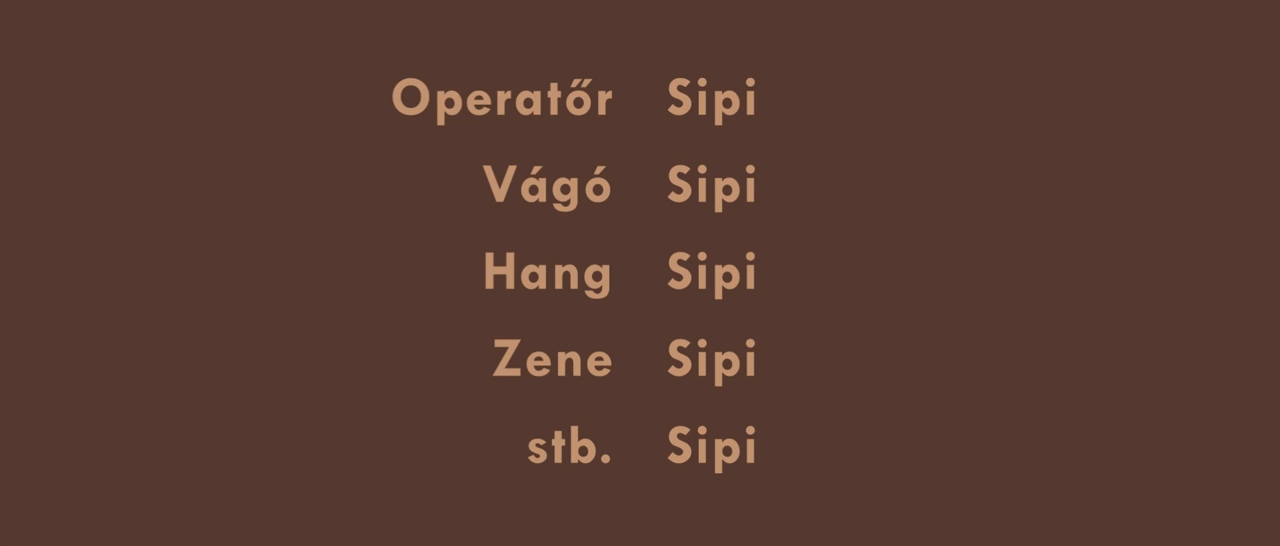 Operatőr Sipi
Vágó Sipi
Hang Sipi
Zene Sipi
stb. Sipi